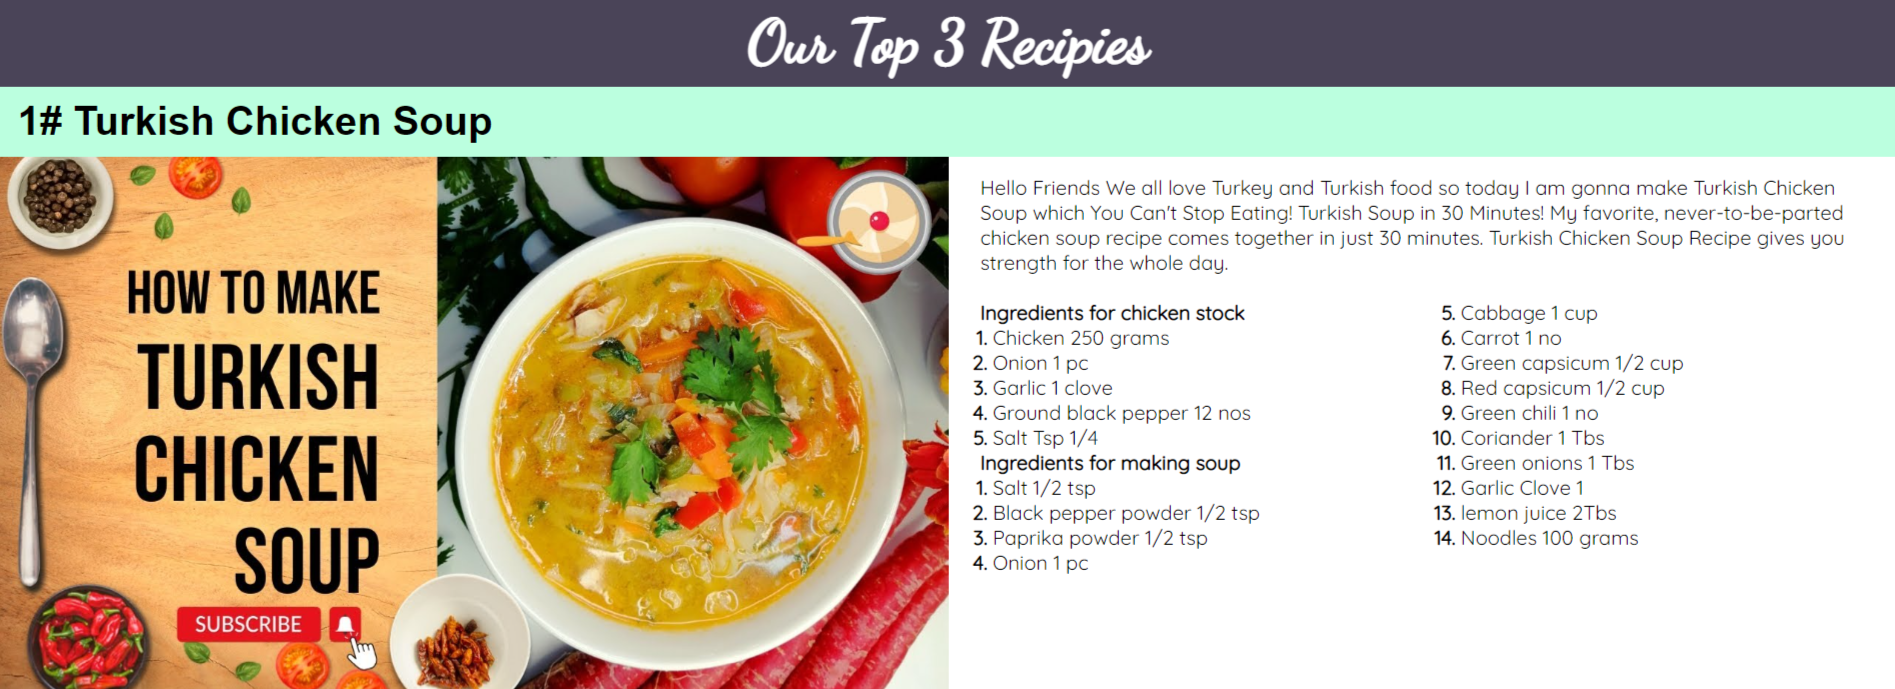 Our Top 3 Recipies
1# Turkish Chicken Soup
HOW TO MAKE
TURKISH
CHICKEN
SOUP
SUBSCRIBE
Hello Friends We all love Turkey and Turkish food so today I am gonna make Turkish Chicken
Soup which You Can't Stop Eating! Turkish Soup in 30 Minutes! My favorite, never-to-be-parted
chicken soup recipe comes together in just 30 minutes. Turkish Chicken Soup Recipe gives you
strength for the whole day.
Ingredients for chicken stock
1. Chicken 250 grams
2. Onion 1 pc
3. Garlic 1 clove
4. Ground black pepper 12 nos
5. Salt Tsp 1/4
Ingredients for making soup
1. Salt 1/2 tsp
2. Black pepper powder 1/2 tsp
3. Paprika powder 1/2 tsp
4. Onion 1 pc
5. Cabbage 1 cup
6. Carrot 1 no
7. Green capsicum 1/2 cup
8. Red capsicum 1/2 cup
9. Green chili 1 no
10. Coriander 1 Tbs
11. Green onions 1 Tbs
12. Garlic Clove 1
13. lemon juice 2Tbs
14. Noodles 100 grams